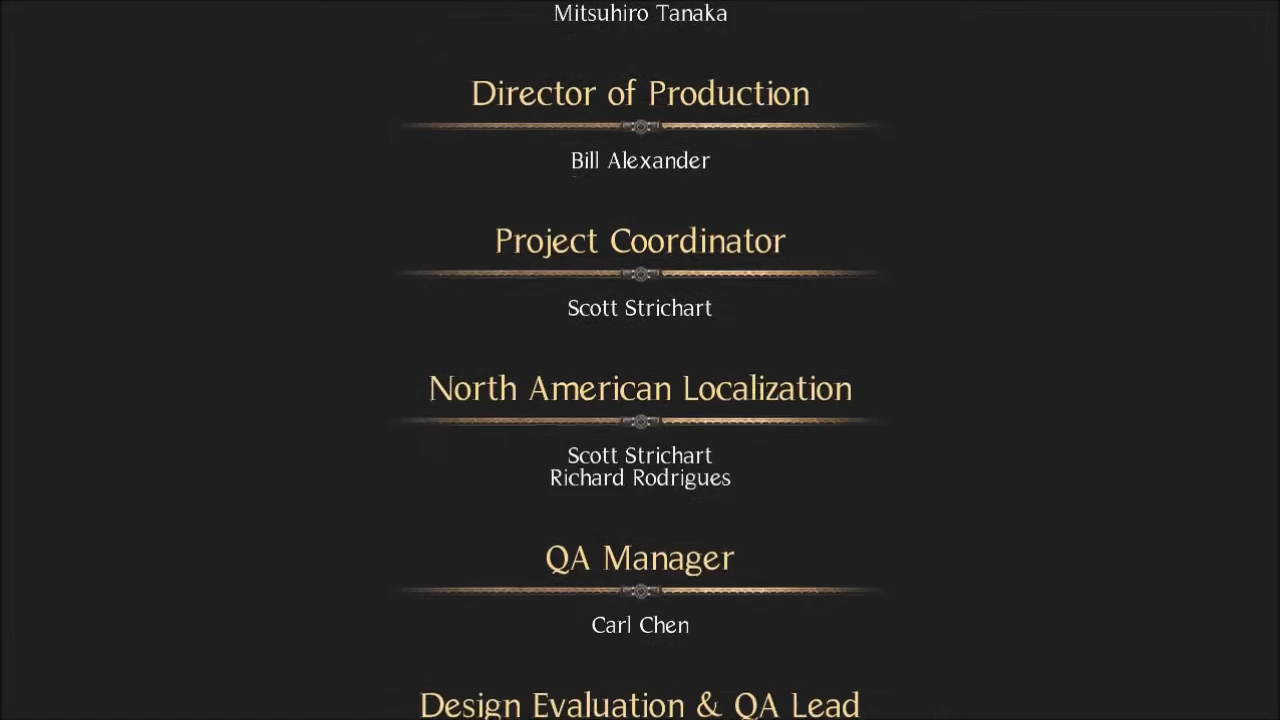 Mitsuhiro Tanaka
Director of Production
Bill Alexander
Project Coordinator
Scott Strichart
North American Localization
Scott Strichart
Richard Rodrigues
QA Manager
Carl Chen
Design Evaluation & QA Lead